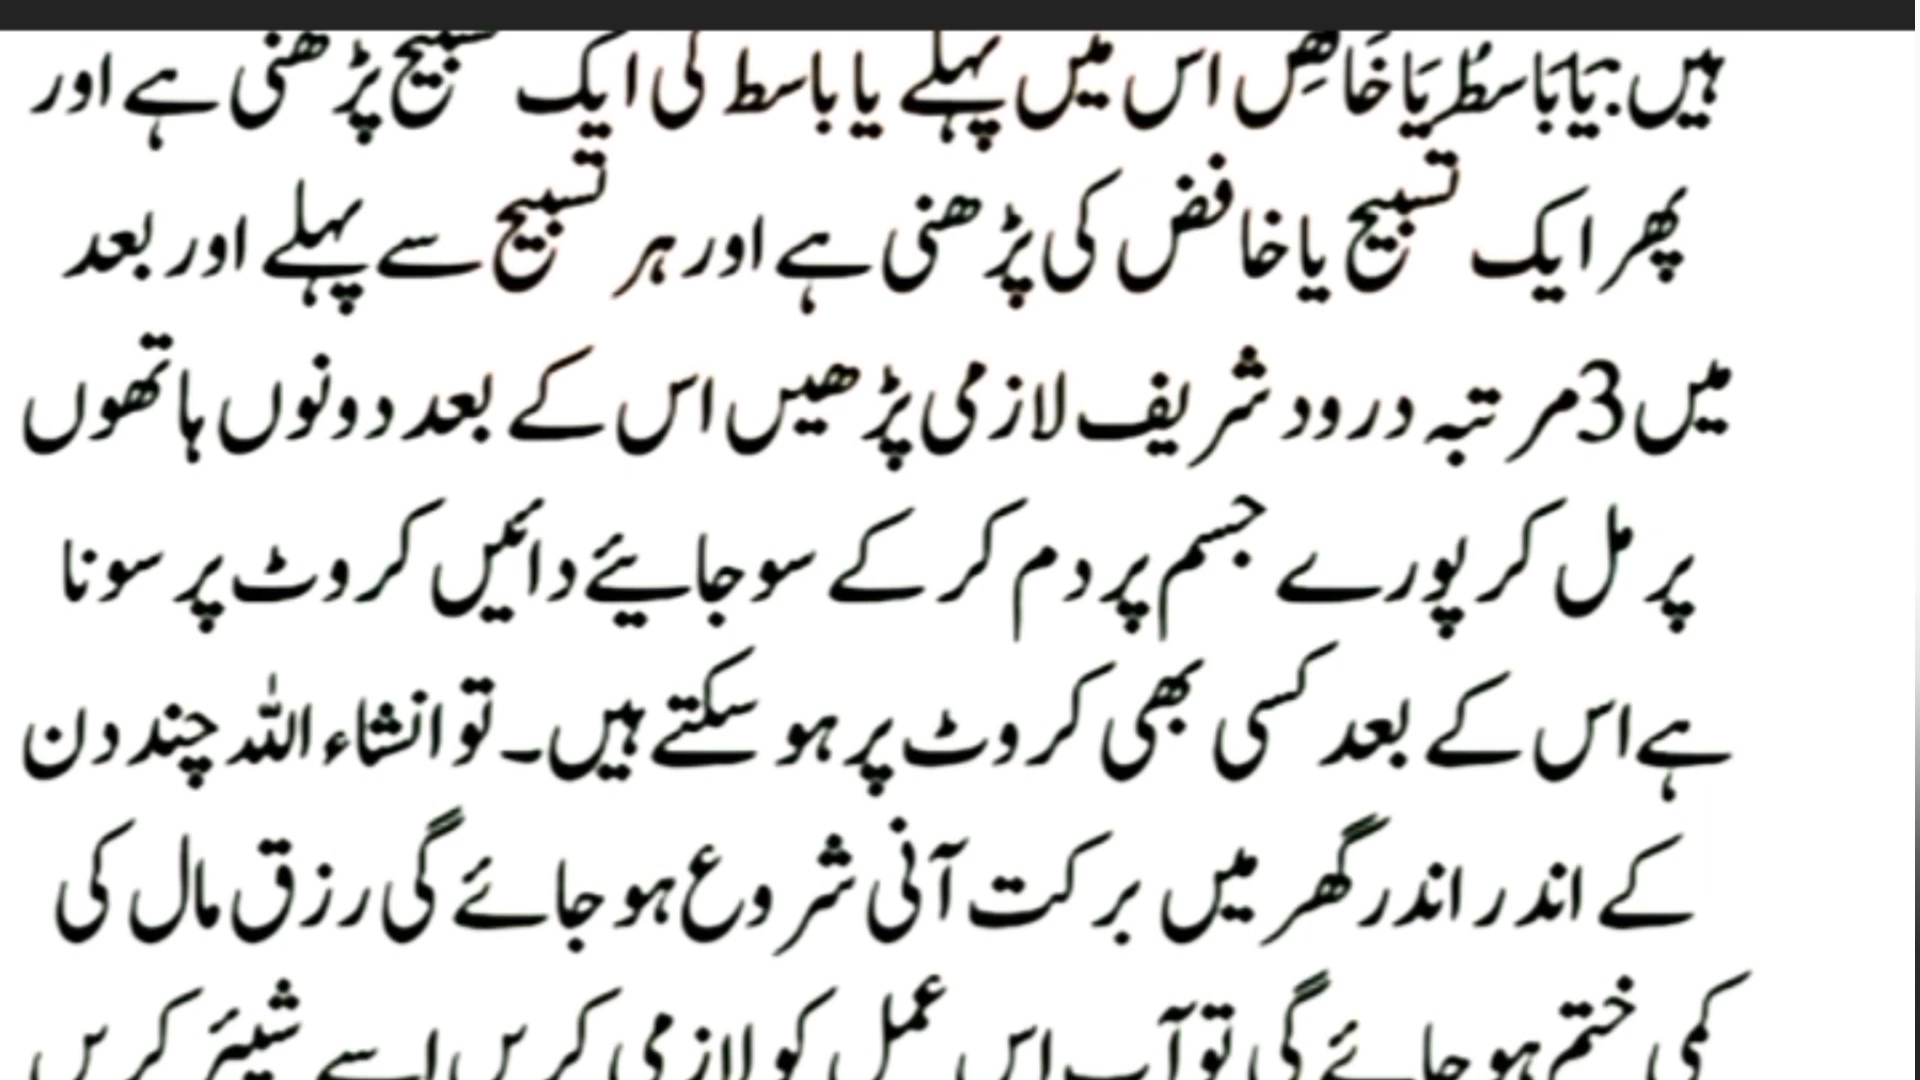 ہیں: یَابَاسطُ یَاخَافِضُ اس میں پہلے یا باسط کی ایک تسبیح پڑھنی ہے اور
پھر ایک تسبیح یا خافض کی پڑھنی ہے اور ہر تسبیح سے پہلے اور بعد
میں 3 مرتبہ درود شریف لازمی پڑھیں اس کے بعد دونوں ہاتھوں
پر مل کر پورے جسم پر دم کر کے سو جایئے دائیں کروٹ پر سونا
ہے اس کے بعد کسی بھی کروٹ پر ہو سکتے ہیں۔ تو انشاء اللہ چند دن
کے اندر اندر گھر میں برکت آنی شروع ہو جائے گی رزق مال کی
کمی ختم ہو جائے گی تو آپ اس عمل کو لازمی کریں اسے شیئر کریں